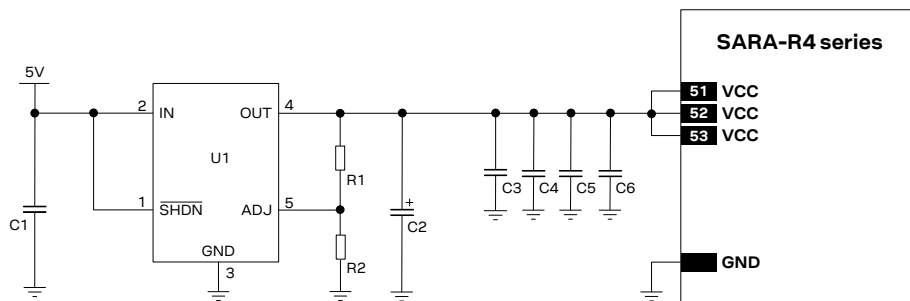 SARA-R4 series
5V
51 VCC
2 IN OUT 4
52 VCC
53 VCC
U1
R1
C3 C4 C5 C6
1 SHDN ADJ 5
C1
+
C2
GND
R2
3
GND